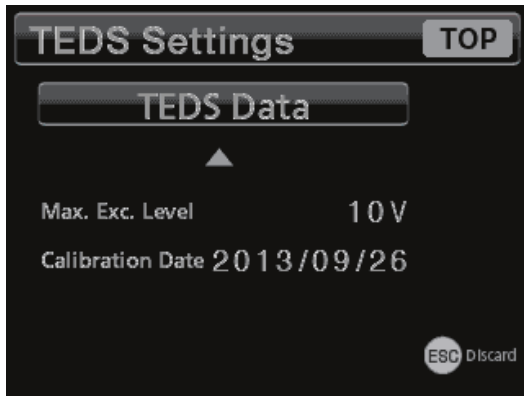 TEDS Settings TOP
TEDS Data
Max. Exc. Level 10V
Calibration Date 2013/09/26
ESC Discard